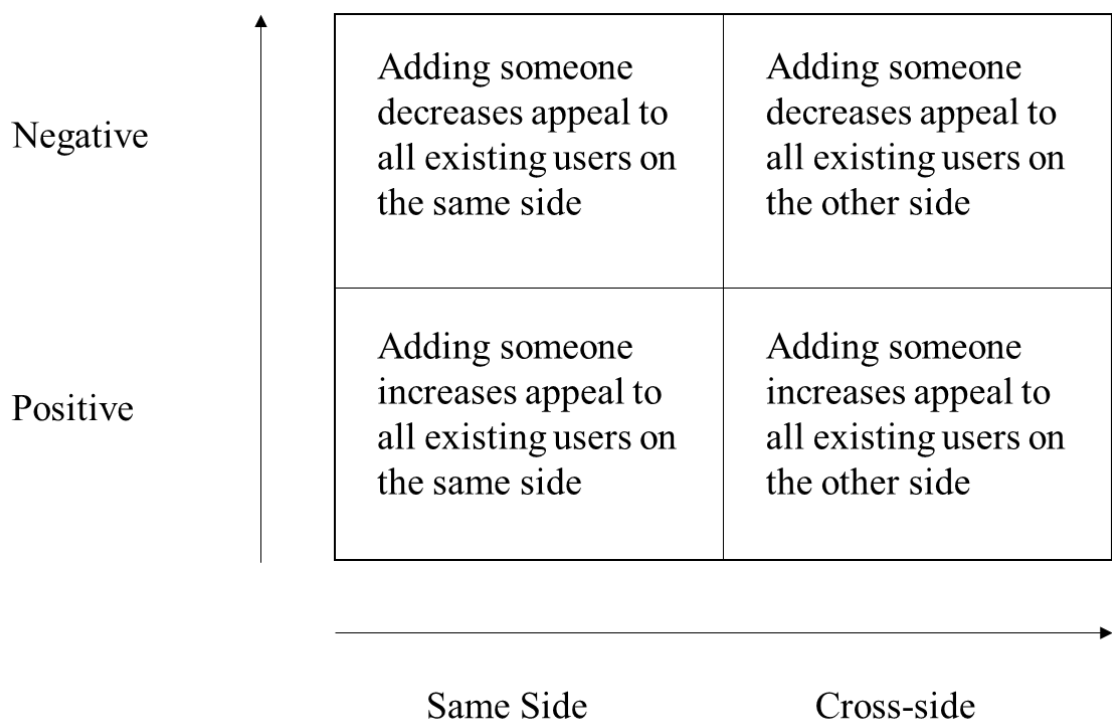 Negative
Adding someone
decreases appeal to
all existing users on
the same side
Adding someone
decreases appeal to
all existing users on
the other side
Positive
Adding someone
increases appeal to
all existing users on
the same side
Adding someone
increases appeal to
all existing users on
the other side
Same Side
Cross-side